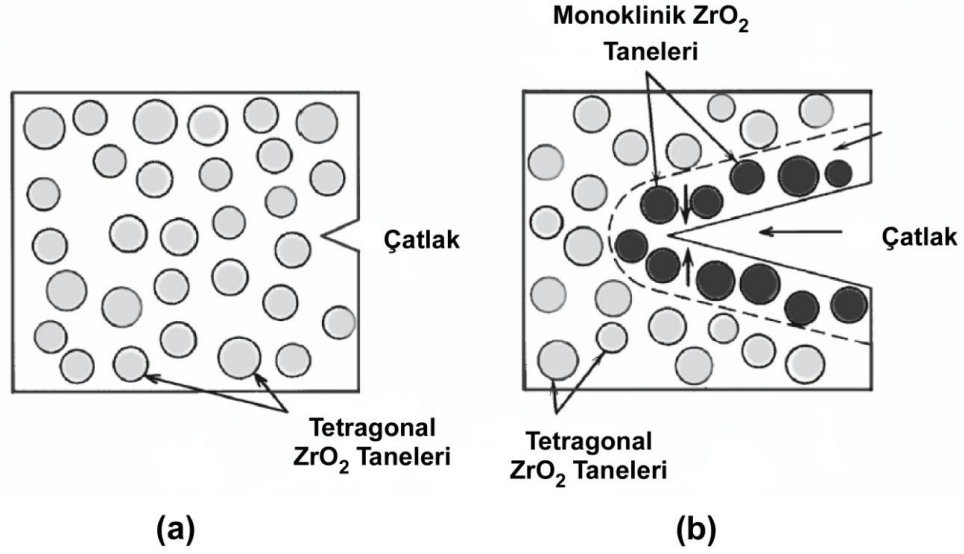 Monoklinik ZrO₂
Taneleri
Çatlak
Çatlak
Tetragonal
ZrO₂ Taneleri
Tetragonal
ZrO₂ Taneleri
(a)
(b)